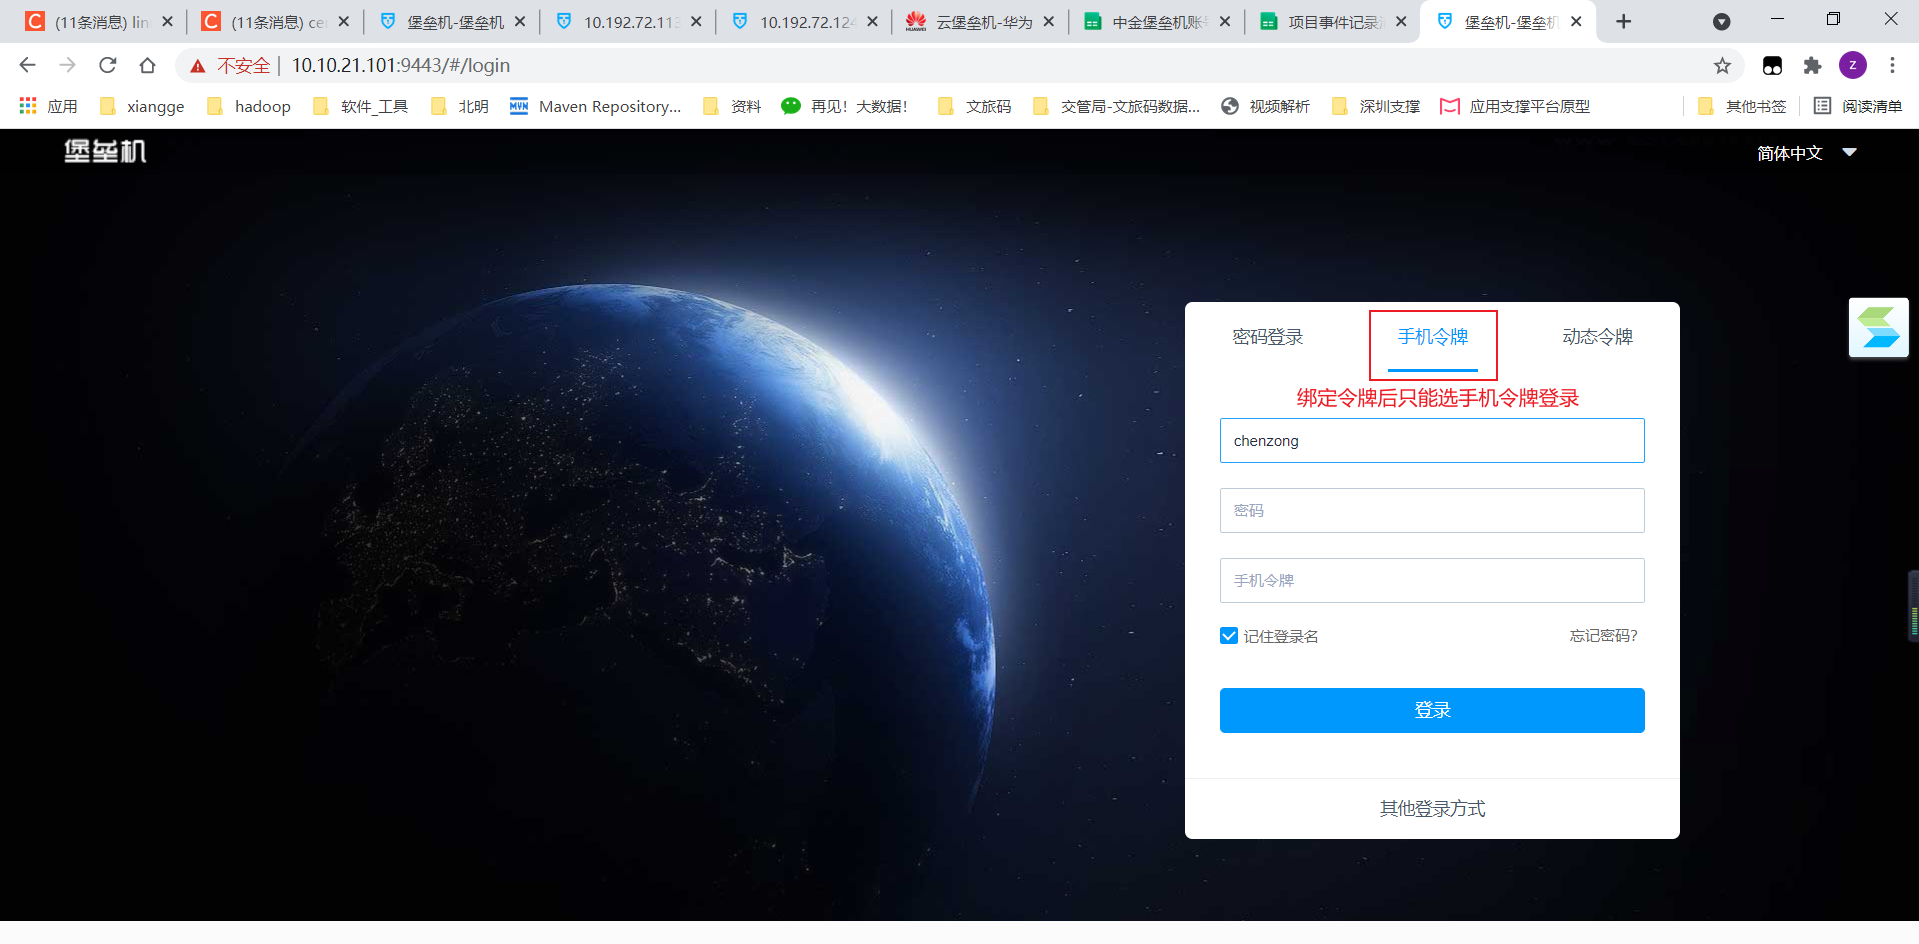 (11条消息) lin
(11条消息) ce
堡垒机-堡垒机
10.192.72.113
10.192.72.124
云堡垒机-华为
中金堡垒机账号
项目事件记录
堡垒机-堡垒机
不安全 | 10.10.21.101:9443/#/login
z
应用
xiangge
hadoop
软件_工具
北明
MVN Maven Repository...
资料
再见！大数据！
文旅码
交管局-文旅码数据...
视频解析
深圳支撑
应用支撑平台原型
其他书签
阅读清单
堡垒机
简体中文
密码登录
手机令牌
动态令牌
绑定令牌后只能选手机令牌登录
chenzong
密码
手机令牌
记住登录名
忘记密码?
登录
其他登录方式